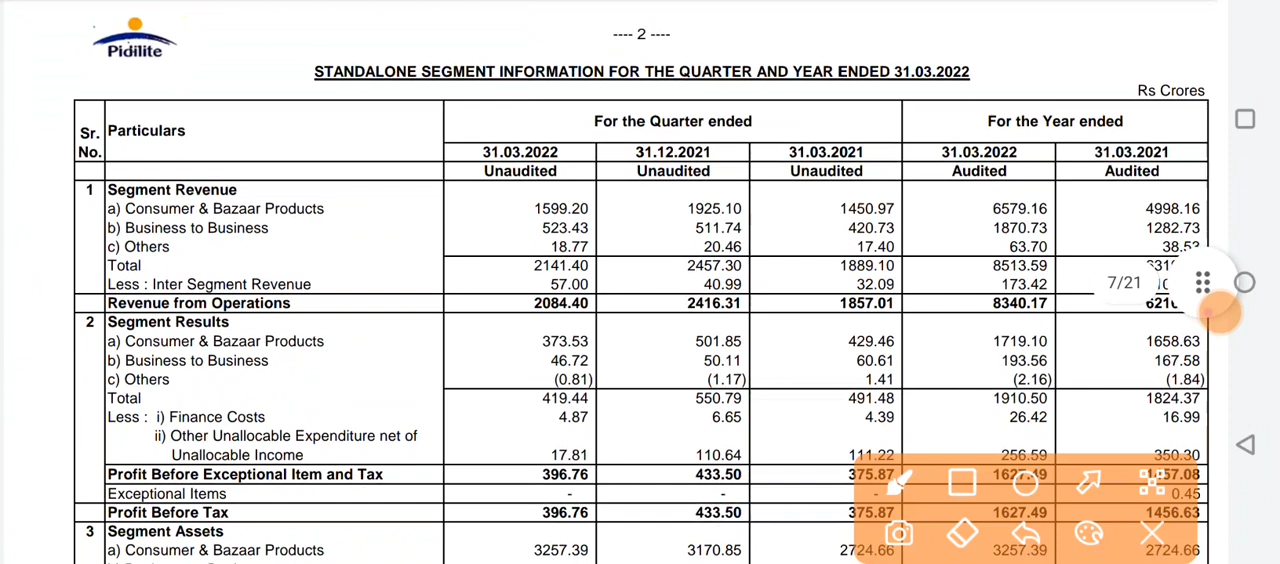 Pidilite
---- 2 ----
STANDALONE SEGMENT INFORMATION FOR THE QUARTER AND YEAR ENDED 31.03.2022
Rs Crores
Sr. No. Particulars For the Quarter ended For the Year ended
31.03.2022 31.12.2021 31.03.2021 31.03.2022 31.03.2021
Unaudited Unaudited Unaudited Audited Audited
1 Segment Revenue
a) Consumer & Bazaar Products 1599.20 1925.10 1450.97 6579.16 4998.16
b) Business to Business 523.43 511.74 420.73 1870.73 1282.73
c) Others 18.77 20.46 17.40 63.70 38.53
Total 2141.40 2457.30 1889.10 8513.59
Less : Inter Segment Revenue 57.00 40.99 32.09 173.42
7/21
Revenue from Operations 2084.40 2416.31 1857.01 8340.17
2 Segment Results
a) Consumer & Bazaar Products 373.53 501.85 429.46 1719.10 1658.63
b) Business to Business 46.72 50.11 60.61 193.56 167.58
c) Others (0.81) (1.17) 1.41 (2.16) (1.84)
Total 419.44 550.79 491.48 1910.50 1824.37
Less : i) Finance Costs 4.87 6.65 4.39 26.42 16.99
ii) Other Unallocable Expenditure net of
Unallocable Income 17.81 110.64 111.22 256.59 350.30
Profit Before Exceptional Item and Tax 396.76 433.50 375.87 1627.49 1457.08
Exceptional Items - - - 0.45
Profit Before Tax 396.76 433.50 375.87 1627.49 1456.63
3 Segment Assets
a) Consumer & Bazaar Products 3257.39 3170.85 2724.66 3257.39 2724.66